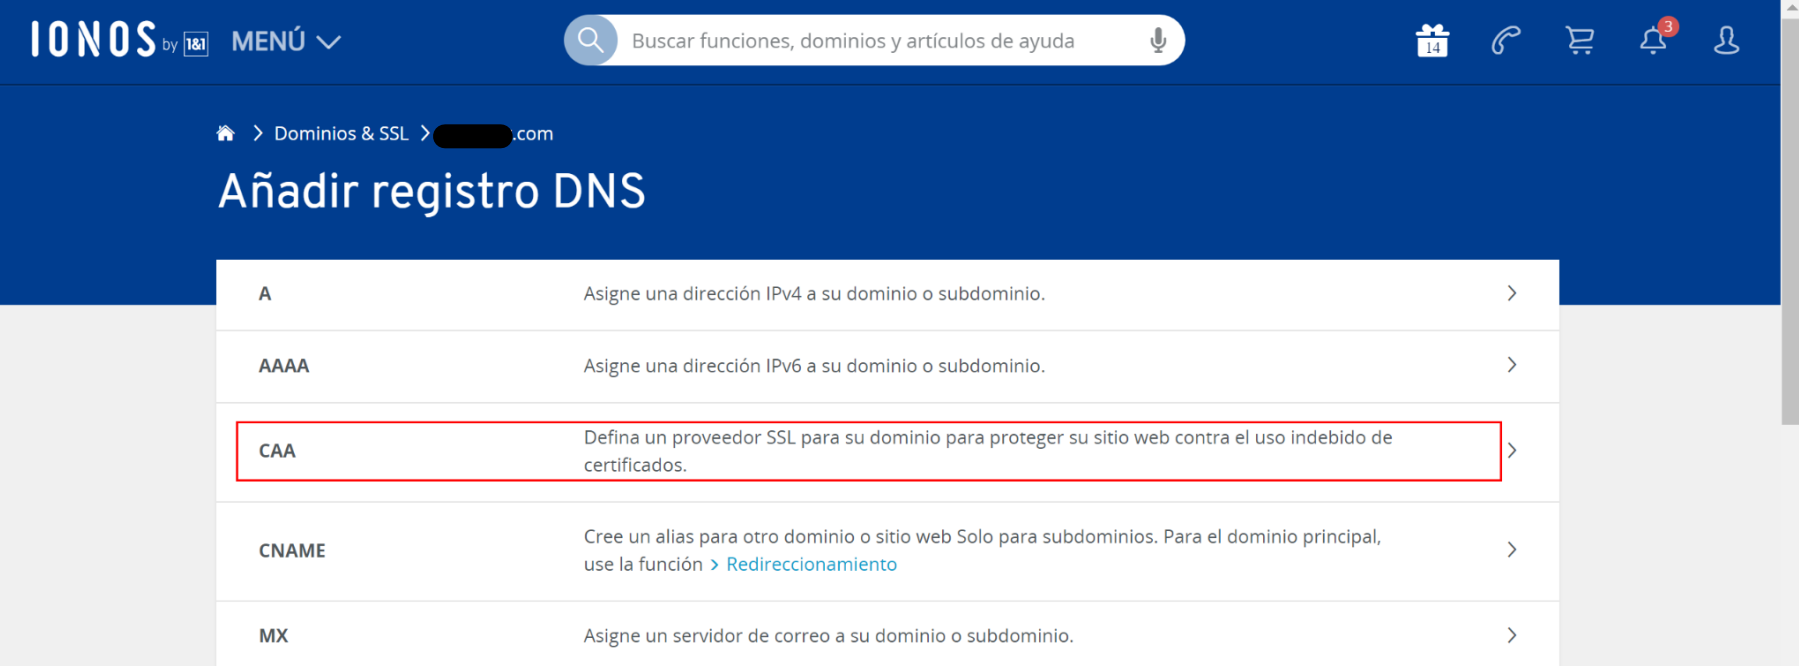 IONOS by 1&1 MENÚ Buscar funciones, dominios y artículos de ayuda 14 3
Dominios & SSL .com
Añadir registro DNS
A Asigne una dirección IPv4 a su dominio o subdominio.
AAAA Asigne una dirección IPv6 a su dominio o subdominio.
CAA Defina un proveedor SSL para su dominio para proteger su sitio web contra el uso indebido de
certificados.
CNAME Cree un alias para otro dominio o sitio web Solo para subdominios. Para el dominio principal,
use la función > Redireccionamiento
MX Asigne un servidor de correo a su dominio o subdominio.